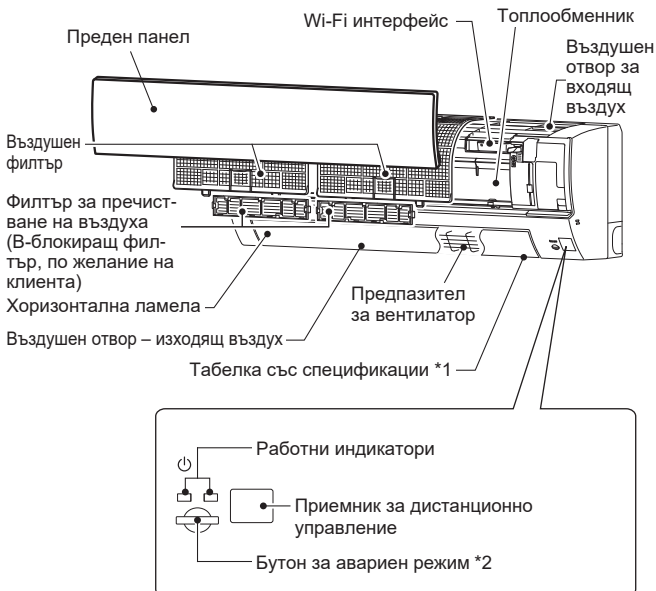 Wi-Fi интерфейс
Топлообменник
Преден панел
Въздушен
отвор за
входящ
въздух
Въздушен
филтър
Филтър за пречист-
ване на въздуха
(В-блокиращ фил-
тър, по желание на
клиента)
Хоризонтална ламела
Предпазител
за вентилатор
Въздушен отвор – изходящ въздух
Табелка със спецификации *1
Работни индикатори
Приемник за дистанционно
управление
Бутон за авариен режим *2